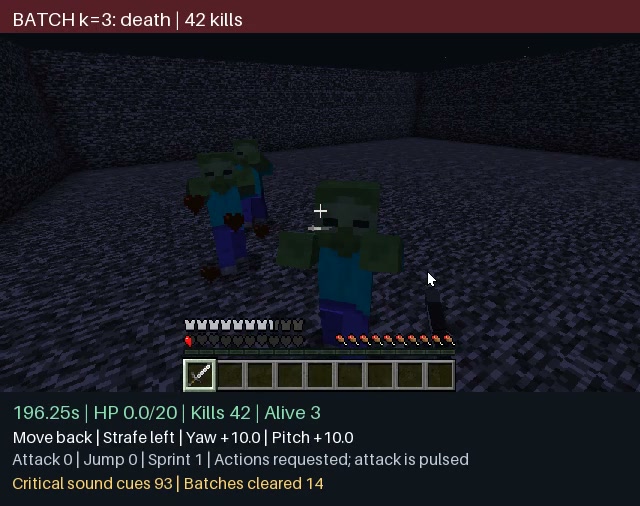 BATCH k=3: death | 42 kills
196.25s | HP 0.0/20 | Kills 42 | Alive 3
Move back | Strafe left | Yaw +10.0 | Pitch +10.0
Attack 0 | Jump 0 | Sprint 1 | Actions requested; attack is pulsed
Critical sound cues 93 | Batches cleared 14